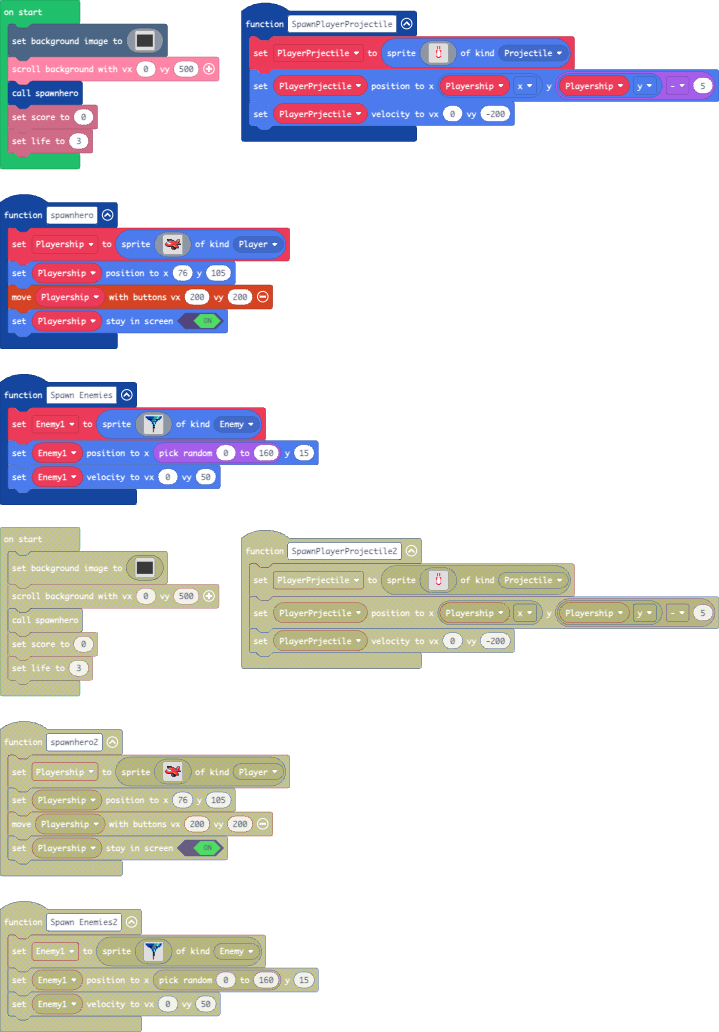 on start
set background image to
scroll background with vx 0 vy 500
call spawnhero
set score to 0
set life to 3
function SpawnPlayerProjectile
set PlayerPrjectile to sprite of kind Projectile
set PlayerPrjectile position to x Playership x y Playership y - 5
set PlayerPrjectile velocity to vx 0 vy -200
function spawnhero
set Playership to sprite of kind Player
set Playership position to x 76 y 105
move Playership with buttons vx 200 vy 200
set Playership stay in screen ON
function Spawn Enemies
set Enemy1 to sprite of kind Enemy
set Enemy1 position to x pick random 0 to 160 y 15
set Enemy1 velocity to vx 0 vy 50
on start
set background image to
scroll background with vx 0 vy 500
call spawnhero
set score to 0
set life to 3
function SpawnPlayerProjectile2
set PlayerPrjectile to sprite of kind Projectile
set PlayerPrjectile position to x Playership x y Playership y - 5
set PlayerPrjectile velocity to vx 0 vy -200
function spawnhero2
set Playership to sprite of kind Player
set Playership position to x 76 y 105
move Playership with buttons vx 200 vy 200
set Playership stay in screen ON
function Spawn Enemies2
set Enemy1 to sprite of kind Enemy
set Enemy1 position to x pick random 0 to 160 y 15
set Enemy1 velocity to vx 0 vy 50